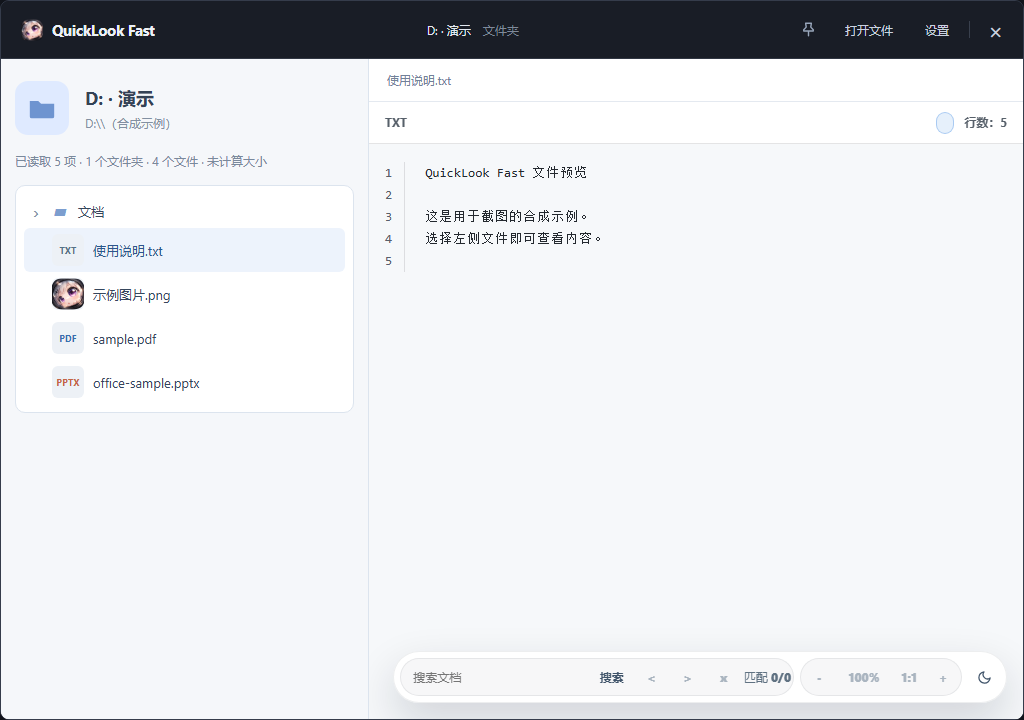 QuickLook Fast
D: · 演示 文件夹
打开文件
设置
D: · 演示
D:\\（合成示例）
已读取 5 项 · 1 个文件夹 · 4 个文件 · 未计算大小
文档
TXT 使用说明.txt
示例图片.png
PDF sample.pdf
PPTX office-sample.pptx
使用说明.txt
TXT
行数: 5
1 QuickLook Fast 文件预览
2
3 这是用于截图的合成示例。
4 选择左侧文件即可查看内容。
5
搜索文档 搜索 < > × 匹配 0/0 - 100% 1:1 +